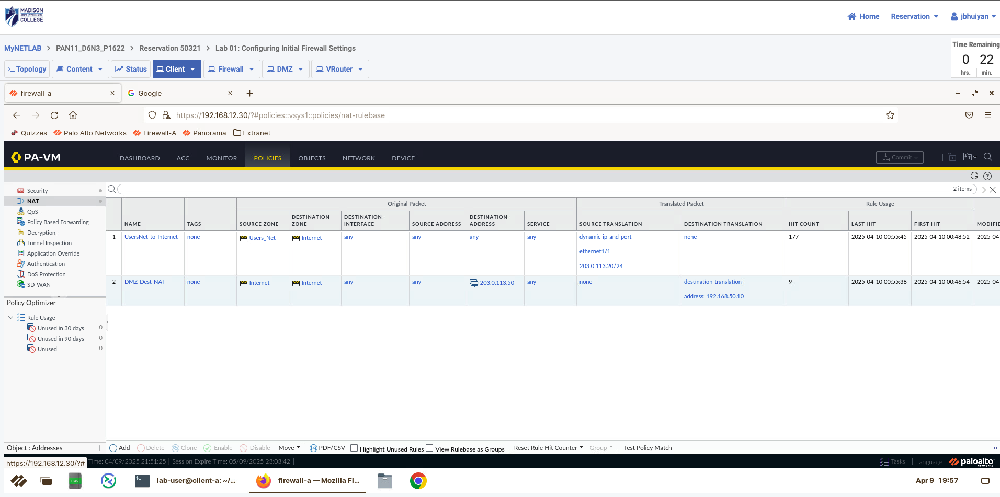 MADISON
AREA TECHNICAL
COLLEGE
Home Reservation jbhuiyan
MyNETLAB > PAN11_D6N3_P1622 > Reservation 50321 > Lab 01: Configuring Initial Firewall Settings
Time Remaining
0 22
hrs. min.
>_ Topology Content Status Client Firewall DMZ VRouter
firewall-a × Google × +
https://192.168.12.30/?#policies::vsys1::policies/nat-rulebase
Quizzes Palo Alto Networks Firewall-A Panorama Extranet
PA-VM DASHBOARD ACC MONITOR POLICIES OBJECTS NETWORK DEVICE Commit
Security
NAT
QoS
Policy Based Forwarding
Decryption
Tunnel Inspection
Application Override
Authentication
DoS Protection
SD-WAN
Policy Optimizer
Rule Usage
Unused in 30 days 0
Unused in 90 days 0
Unused 0
Object : Addresses
2 items
Original Packet Translated Packet Rule Usage
NAME TAGS SOURCE ZONE DESTINATION ZONE DESTINATION INTERFACE SOURCE ADDRESS DESTINATION ADDRESS SERVICE SOURCE TRANSLATION DESTINATION TRANSLATION HIT COUNT LAST HIT FIRST HIT MODIFIE
1 UsersNet-to-Internet none Users_Net Internet any any any any dynamic-ip-and-port none 177 2025-04-10 00:55:45 2025-04-10 00:48:52 2025-04-
ethernet1/1
203.0.113.20/24
2 DMZ-Dest-NAT none Internet Internet any any 203.0.113.50 any none destination-translation 9 2025-04-10 00:55:38 2025-04-10 00:46:54 2025-04-
address: 192.168.50.10
Add Delete Clone Enable Disable Move PDF/CSV Highlight Unused Rules View Rulebase as Groups Reset Rule Hit Counter Group Test Policy Match »
https://192.168.12.30/?# Time: 04/09/2025 21:51:25 | Session Expire Time: 05/09/2025 23:03:42 | Tasks | Language paloalto NETWORKS
nqq lab-user@client-a: ~/... firewall-a — Mozilla Fi... Apr 9 19:57